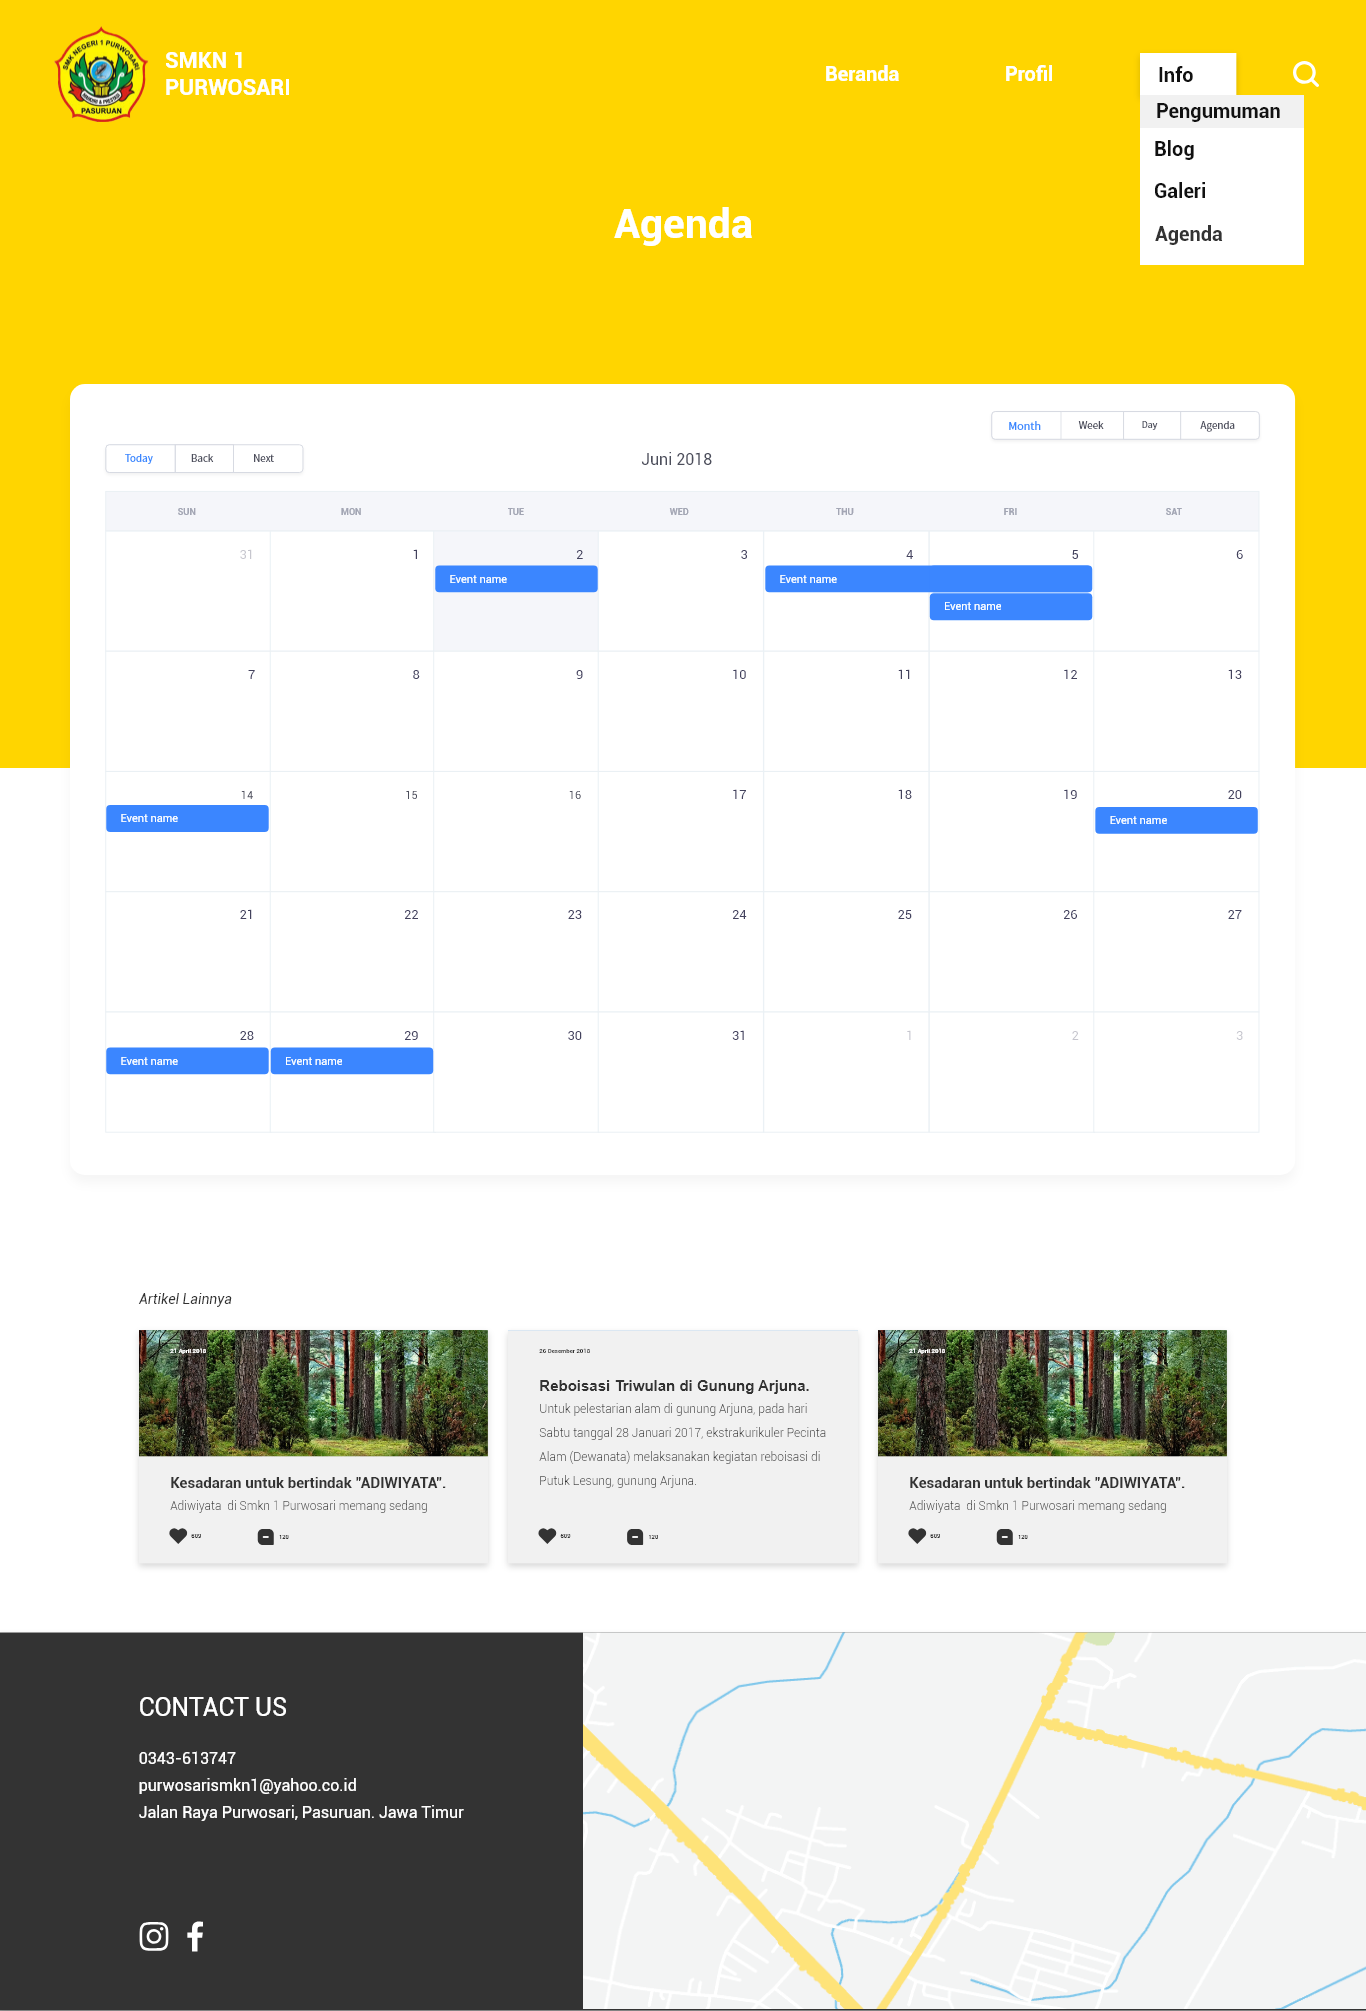 SMK NEGERI 1 PURWOSARI
PASURUAN
SMKN 1
PURWOSARI
Beranda
Profil
Info
Pengumuman
Blog
Galeri
Agenda
Agenda
Month Week Day Agenda
Today Back Next
Juni 2018
SUN MON TUE WED THU FRI SAT
31 1 2 3 4 5 6
Event name Event name
Event name
7 8 9 10 11 12 13
14 15 16 17 18 19 20
Event name Event name
21 22 23 24 25 26 27
28 29 30 31 1 2 3
Event name Event name
Artikel Lainnya
21 April 2018
Kesadaran untuk bertindak "ADIWIYATA".
Adiwiyata di Smkn 1 Purwosari memang sedang
609 120
26 Desember 2018
Reboisasi Triwulan di Gunung Arjuna.
Untuk pelestarian alam di gunung Arjuna, pada hari
Sabtu tanggal 28 Januari 2017, ekstrakurikuler Pecinta
Alam (Dewanata) melaksanakan kegiatan reboisasi di
Putuk Lesung, gunung Arjuna.
609 120
21 April 2018
Kesadaran untuk bertindak "ADIWIYATA".
Adiwiyata di Smkn 1 Purwosari memang sedang
609 120
CONTACT US
0343-613747
purwosarismkn1@yahoo.co.id
Jalan Raya Purwosari, Pasuruan. Jawa Timur